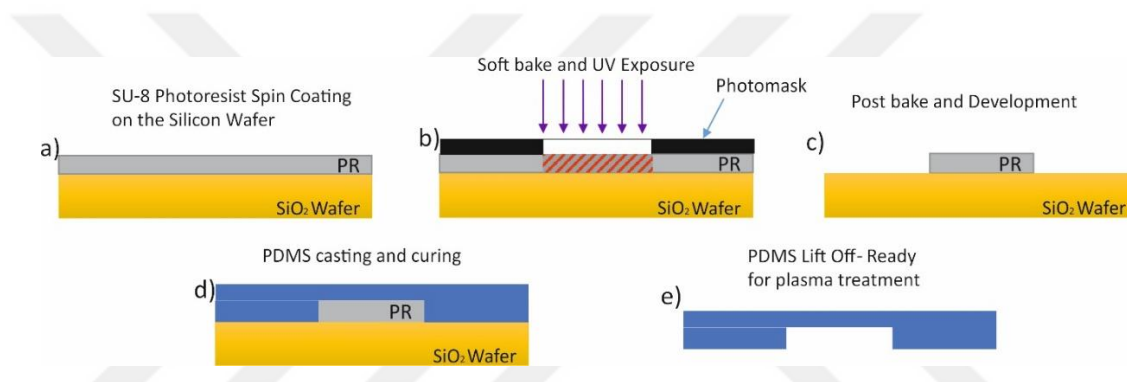 SU-8 Photoresist Spin Coating
on the Silicon Wafer
a)
PR
SiO₂ Wafer
Soft bake and UV Exposure
Photomask
b)
PR
SiO₂ Wafer
Post bake and Development
c)
PR
SiO₂ Wafer
PDMS casting and curing
d)
PR
SiO₂ Wafer
PDMS Lift Off- Ready
for plasma treatment
e)